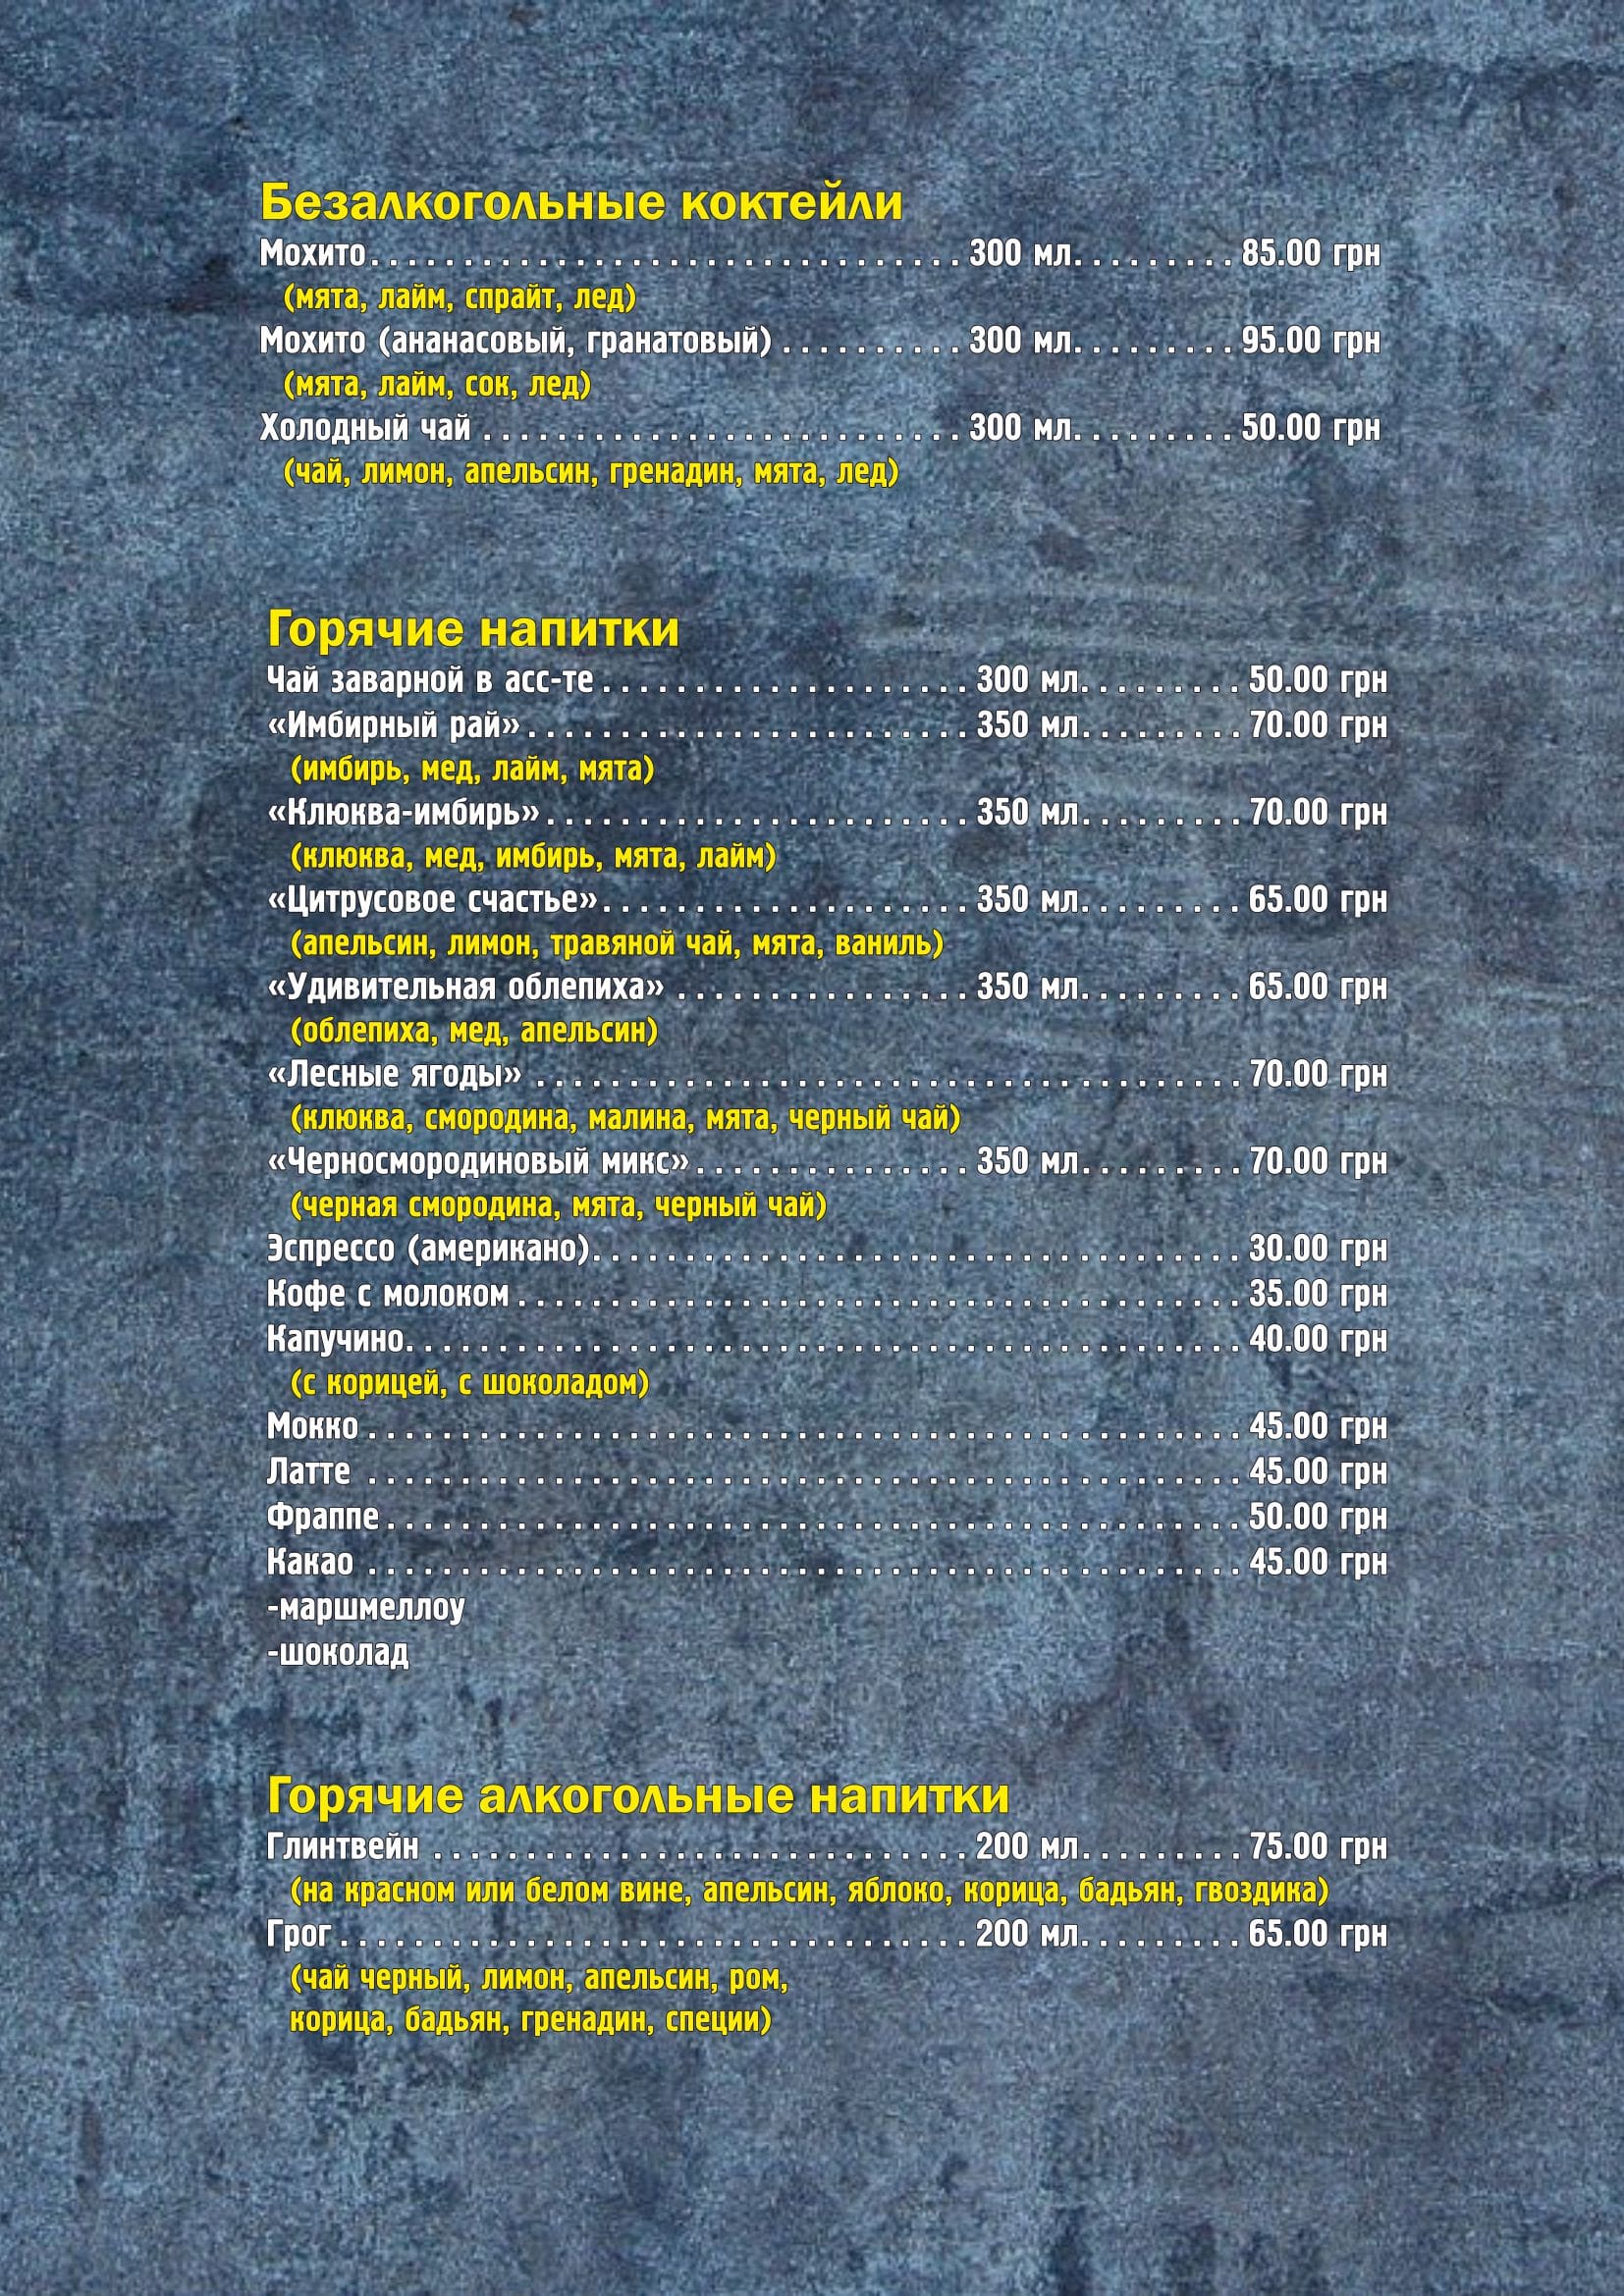 Безалкогольные коктейли
Мохито................................300 мл.........85.00 грн
(мята, лайм, спрайт, лед)
Мохито (ананасовый, гранатовый)..........300 мл.........95.00 грн
(мята, лайм, сок, лед)
Холодный чай..........................300 мл.........50.00 грн
(чай, лимон, апельсин, гренадин, мята, лед)
Горячие напитки
Чай заварной в асс-те....................300 мл.........50.00 грн
«Имбирный рай»........................350 мл.........70.00 грн
(имбирь, мед, лайм, мята)
«Клюква-имбирь».......................350 мл.........70.00 грн
(клюква, мед, имбирь, мята, лайм)
«Цитрусовое счастье»....................350 мл.........65.00 грн
(апельсин, лимон, травяной чай, мята, ваниль)
«Удивительная облепиха»................350 мл.........65.00 грн
(облепиха, мед, апельсин)
«Лесные ягоды»......................................70.00 грн
(клюква, смородина, малина, мята, черный чай)
«Черносмородиновый микс»...............350 мл.........70.00 грн
(черная смородина, мята, черный чай)
Эспрессо (американо)...................................30.00 грн
Кофе с молоком.......................................35.00 грн
Капучино.............................................40.00 грн
(с корицей, с шоколадом)
Мокко...............................................45.00 грн
Латте...............................................45.00 грн
Фраппе..............................................50.00 грн
Какао...............................................45.00 грн
-маршмеллоу
-шоколад
Горячие алкогольные напитки
Глинтвейн.............................200 мл.........75.00 грн
(на красном или белом вине, апельсин, яблоко, корица, бадьян, гвоздика)
Грог..................................200 мл.........65.00 грн
(чай черный, лимон, апельсин, ром,
корица, бадьян, гренадин, специи)